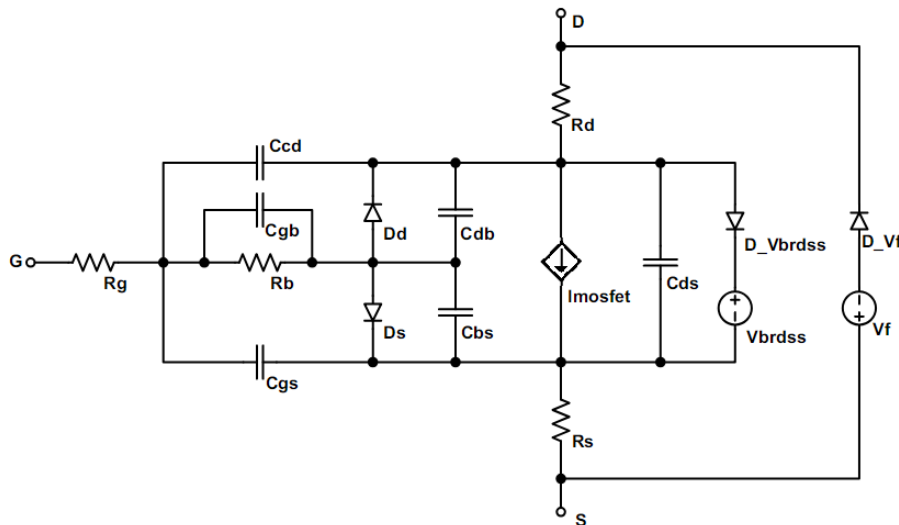 D
Rd
Ccd
Cgb
Dd
Cdb
D_Vbrdss
D_Vf
G
Rg
Rb
Imosfet
Cds
Ds
Cbs
Vbrdss
Vf
Cgs
Rs
S